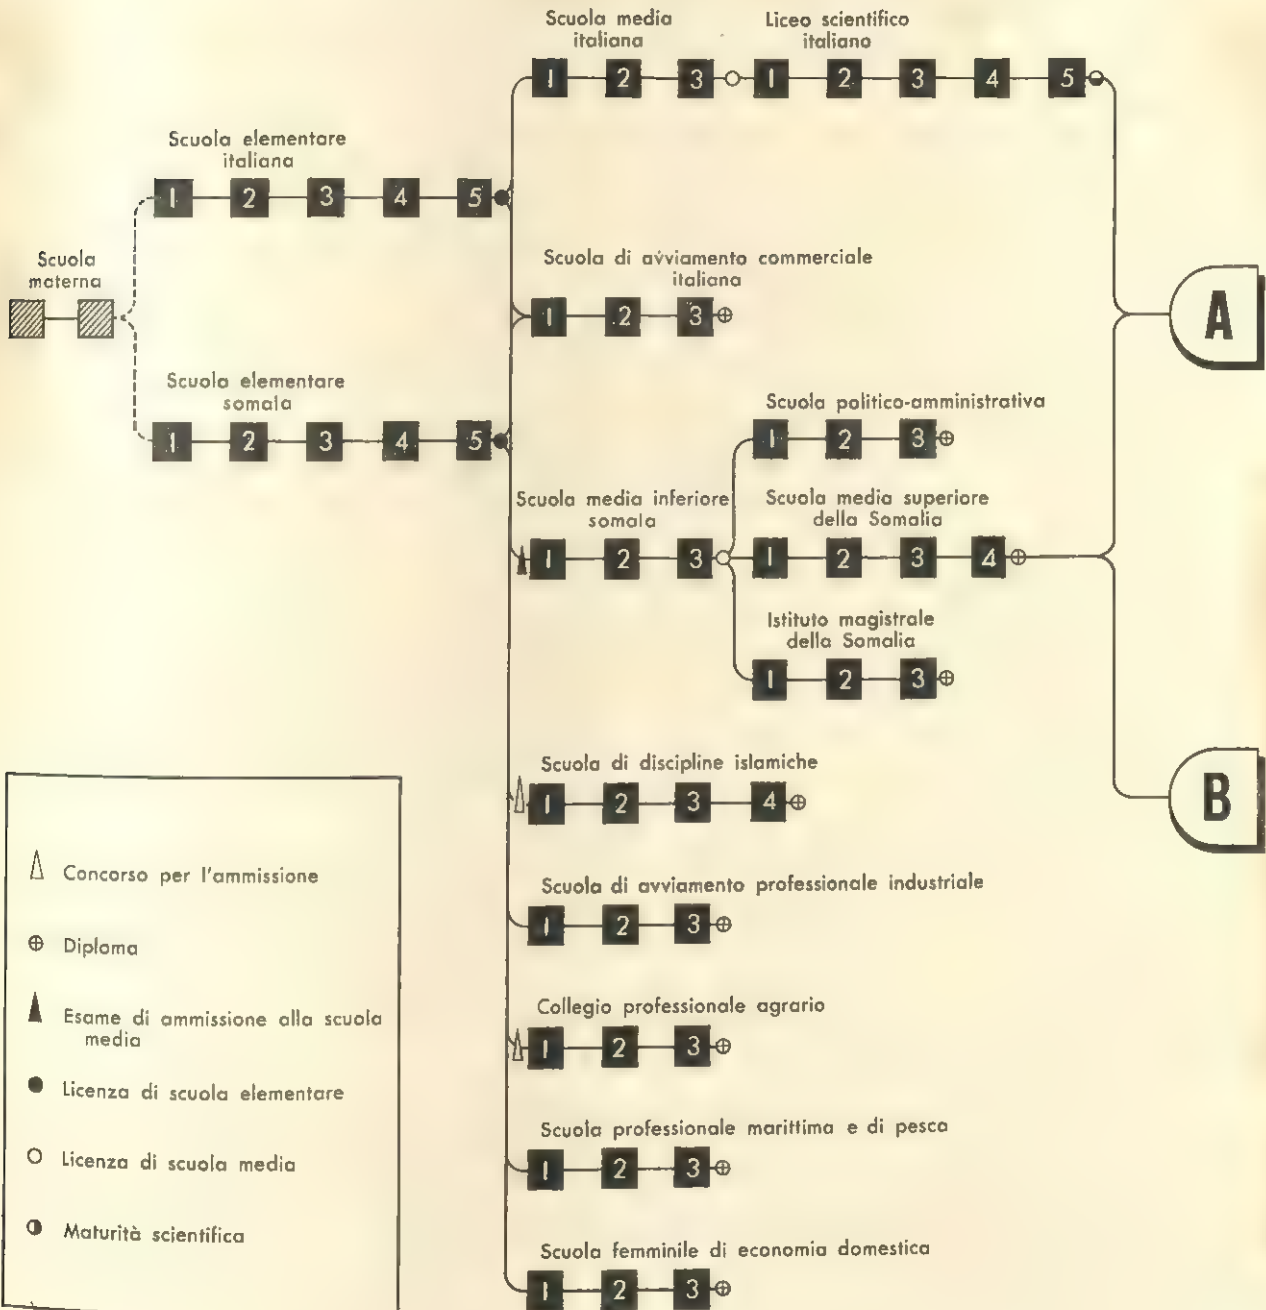 Scuola media
italiana
Liceo scientifico
italiano
1 2 3 1 2 3 4 5
Scuola elementare
italiana
1 2 3 4 5
Scuola
materna
Scuola di avviamento commerciale
italiana
1 2 3
A
Scuola elementare
somala
1 2 3 4 5
Scuola politico-amministrativa
1 2 3
Scuola media inferiore
somala
1 2 3
Scuola media superiore
della Somalia
1 2 3 4
Istituto magistrale
della Somalia
1 2 3
Scuola di discipline islamiche
1 2 3 4
B
Scuola di avviamento professionale industriale
1 2 3
Collegio professionale agrario
1 2 3
Scuola professionale marittima e di pesca
1 2 3
Scuola femminile di economia domestica
1 2 3
Concorso per l'ammissione
Diploma
Esame di ammissione alla scuola
media
Licenza di scuola elementare
Licenza di scuola media
Maturità scientifica